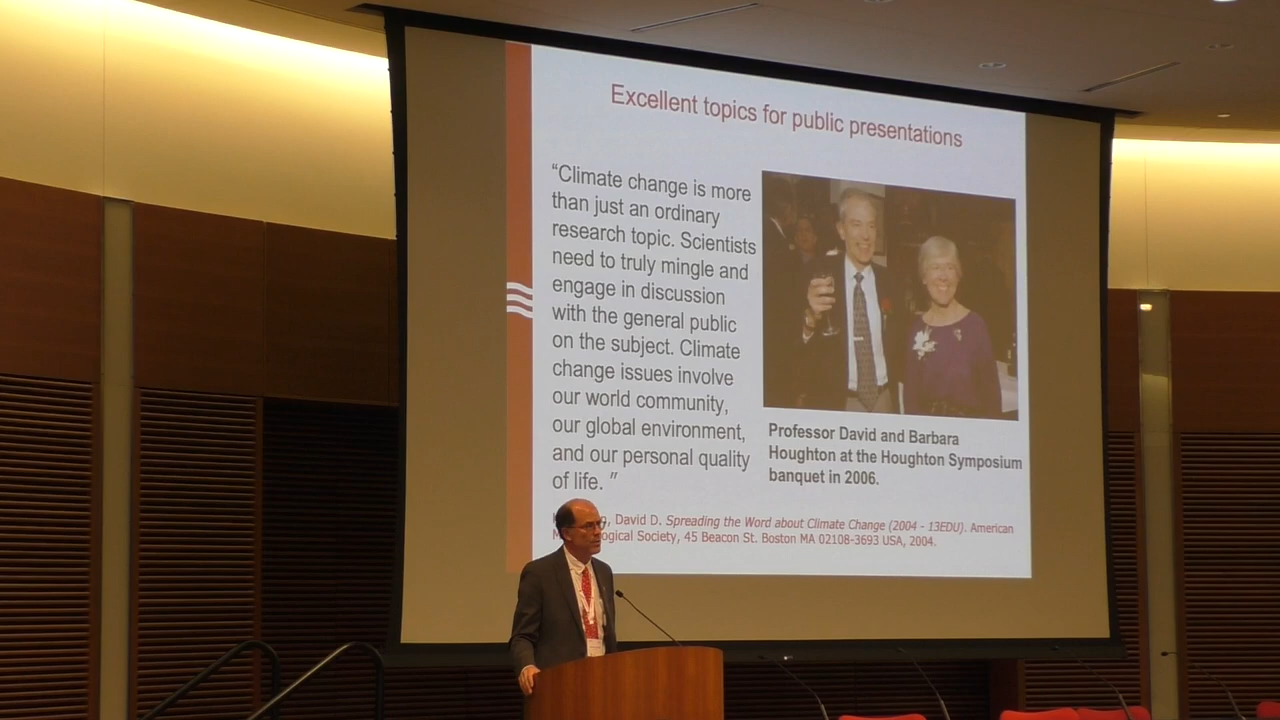 Excellent topics for public presentations
“Climate change is more
than just an ordinary
research topic. Scientists
need to truly mingle and
engage in discussion
with the general public
on the subject. Climate
change issues involve
our world community,
our global environment,
and our personal quality
of life. ”
Professor David and Barbara
Houghton at the Houghton Symposium
banquet in 2006.
David D. Spreading the Word about Climate Change (2004 - 13EDU). American
Society, 45 Beacon St. Boston MA 02108-3693 USA, 2004.